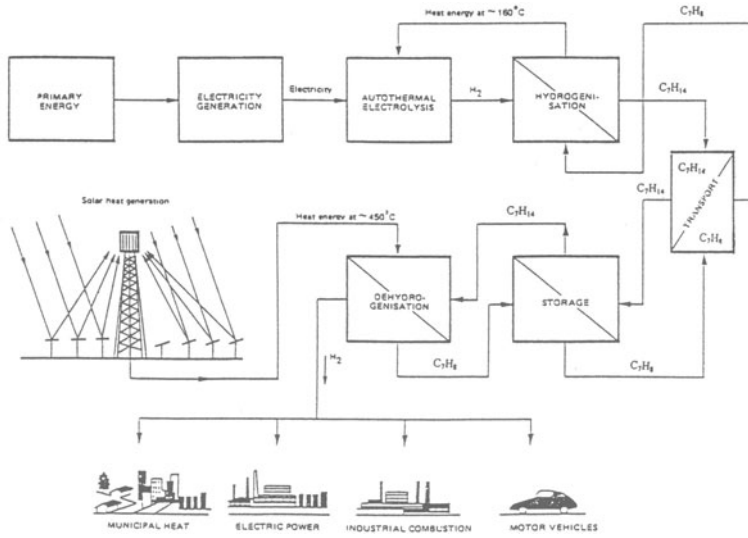 Heat energy at ~ 160°C
C₇H₈
PRIMARY
ENERGY
ELECTRICITY
GENERATION
Electricity
AUTOTHERMAL
ELECTROLYSIS
H₂
HYDROGENI-
SATION
C₇H₁₄
Solar heat generation
Heat energy at ~ 450°C
C₇H₁₄
C₇H₁₄
C₇H₁₄
TRANSPORT
C₇H₈
DEHYDRO-
GENISATION
STORAGE
H₂
C₇H₈
C₇H₈
MUNICIPAL HEAT
ELECTRIC POWER
INDUSTRIAL COMBUSTION
MOTOR VEHICLES